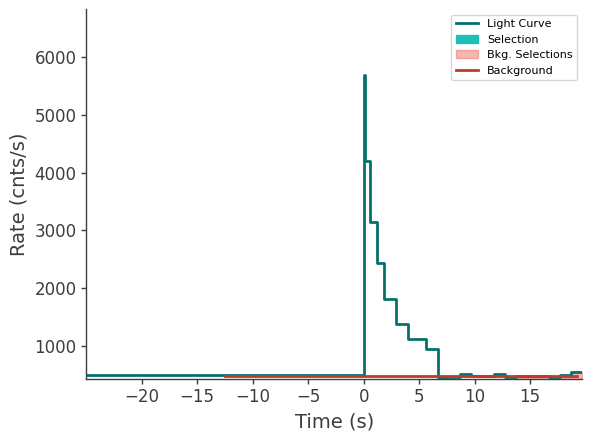 Light Curve
Selection
Bkg. Selections
Background
6000
5000
4000
3000
2000
1000
Rate (cnts/s)
−20 −15 −10 −5 0 5 10 15
Time (s)